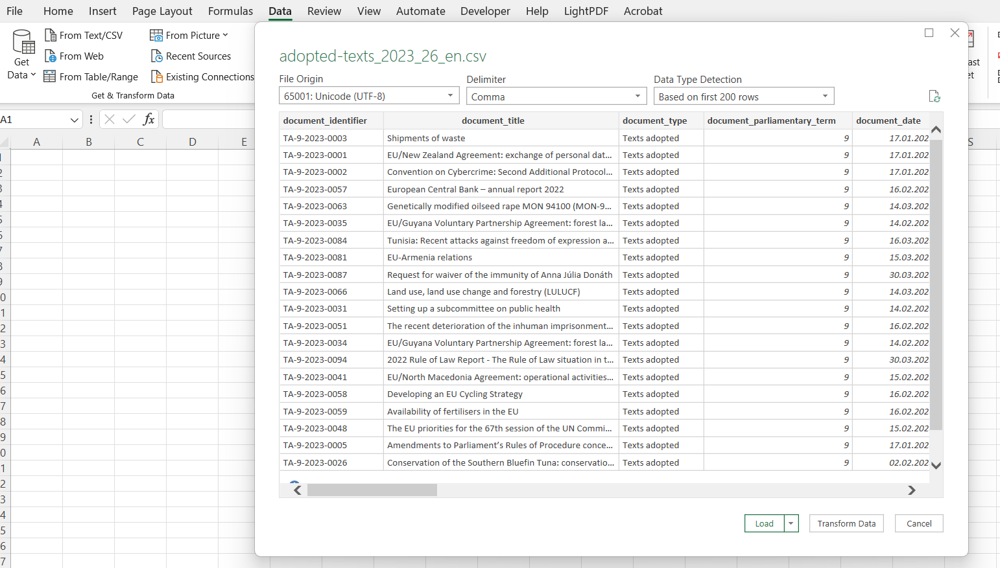 File Home Insert Page Layout Formulas Data Review View Automate Developer Help LightPDF Acrobat
From Text/CSV From Picture
From Web Recent Sources
Get Data From Table/Range Existing Connections
Get & Transform Data
A1 fx
A B C D E S
adopted-texts_2023_26_en.csv
File Origin Delimiter Data Type Detection
65001: Unicode (UTF-8) Comma Based on first 200 rows
document_identifier document_title document_type document_parliamentary_term document_date
TA-9-2023-0003 Shipments of waste Texts adopted 9 17.01.202
TA-9-2023-0001 EU/New Zealand Agreement: exchange of personal dat... Texts adopted 9 17.01.202
TA-9-2023-0002 Convention on Cybercrime: Second Additional Protocol... Texts adopted 9 17.01.202
TA-9-2023-0057 European Central Bank – annual report 2022 Texts adopted 9 16.02.202
TA-9-2023-0063 Genetically modified oilseed rape MON 94100 (MON-9... Texts adopted 9 14.03.202
TA-9-2023-0035 EU/Guyana Voluntary Partnership Agreement: forest la... Texts adopted 9 14.02.202
TA-9-2023-0084 Tunisia: Recent attacks against freedom of expression a... Texts adopted 9 16.03.202
TA-9-2023-0081 EU-Armenia relations Texts adopted 9 15.03.202
TA-9-2023-0087 Request for waiver of the immunity of Anna Júlia Donáth Texts adopted 9 30.03.202
TA-9-2023-0066 Land use, land use change and forestry (LULUCF) Texts adopted 9 14.03.202
TA-9-2023-0031 Setting up a subcommittee on public health Texts adopted 9 14.02.202
TA-9-2023-0051 The recent deterioration of the inhuman imprisonment... Texts adopted 9 16.02.202
TA-9-2023-0034 EU/Guyana Voluntary Partnership Agreement: forest la... Texts adopted 9 14.02.202
TA-9-2023-0094 2022 Rule of Law Report - The Rule of Law situation in t... Texts adopted 9 30.03.202
TA-9-2023-0041 EU/North Macedonia Agreement: operational activities... Texts adopted 9 15.02.202
TA-9-2023-0058 Developing an EU Cycling Strategy Texts adopted 9 16.02.202
TA-9-2023-0059 Availability of fertilisers in the EU Texts adopted 9 16.02.202
TA-9-2023-0048 The EU priorities for the 67th session of the UN Commi... Texts adopted 9 15.02.202
TA-9-2023-0005 Amendments to Parliament’s Rules of Procedure conce... Texts adopted 9 17.01.202
TA-9-2023-0026 Conservation of the Southern Bluefin Tuna: conservatio... Texts adopted 9 02.02.202
Load Transform Data Cancel